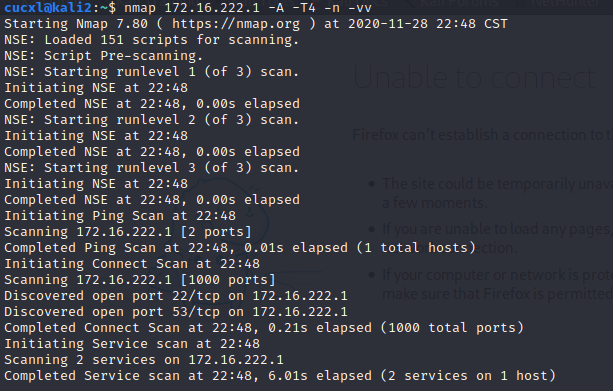 cucxl@kali2:~$ nmap 172.16.222.1 -A -T4 -n -vv
Starting Nmap 7.80 ( https://nmap.org ) at 2020-11-28 22:48 CST
NSE: Loaded 151 scripts for scanning.
NSE: Script Pre-scanning.
NSE: Starting runlevel 1 (of 3) scan.
Initiating NSE at 22:48
Completed NSE at 22:48, 0.00s elapsed
NSE: Starting runlevel 2 (of 3) scan.
Initiating NSE at 22:48
Completed NSE at 22:48, 0.00s elapsed
NSE: Starting runlevel 3 (of 3) scan.
Initiating NSE at 22:48
Completed NSE at 22:48, 0.00s elapsed
Initiating Ping Scan at 22:48
Scanning 172.16.222.1 [2 ports]
Completed Ping Scan at 22:48, 0.01s elapsed (1 total hosts)
Initiating Connect Scan at 22:48
Scanning 172.16.222.1 [1000 ports]
Discovered open port 22/tcp on 172.16.222.1
Discovered open port 53/tcp on 172.16.222.1
Completed Connect Scan at 22:48, 0.21s elapsed (1000 total ports)
Initiating Service scan at 22:48
Scanning 2 services on 172.16.222.1
Completed Service scan at 22:48, 6.01s elapsed (2 services on 1 host)
Unable to connect
Firefox can't establish a connection to
The site could be temporarily
a few moments.
If you are unable to load any pages,
If your computer or network is
make sure that Firefox is permitted